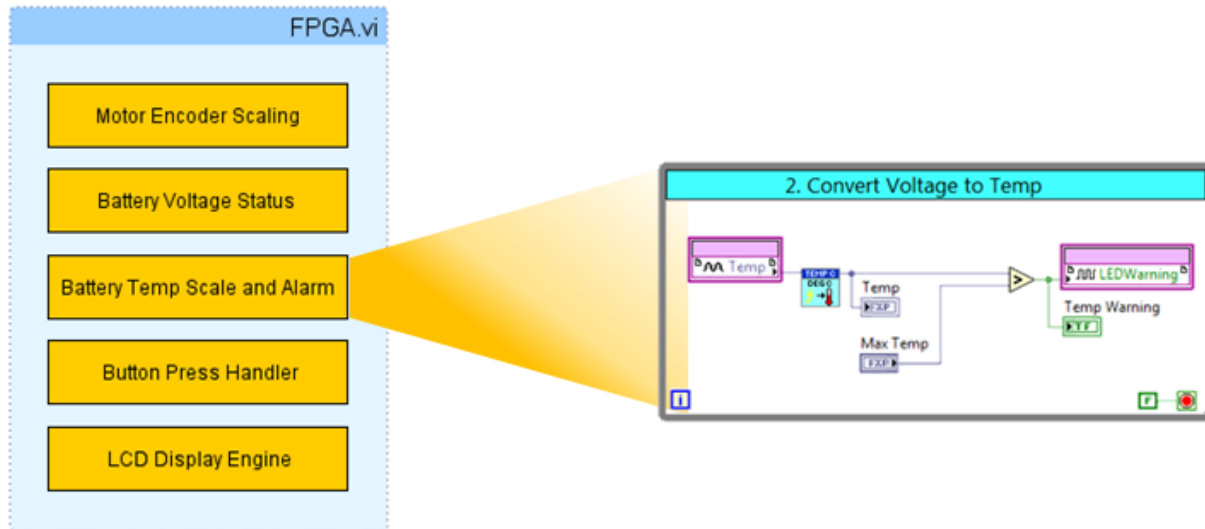 FPGA.vi
Motor Encoder Scaling
Battery Voltage Status
Battery Temp Scale and Alarm
Button Press Handler
LCD Display Engine
2. Convert Voltage to Temp
Temp
TEMP C
DEG C
LEDWarning
Temp
FXP
Temp Warning
TF
Max Temp
FXP
i
F